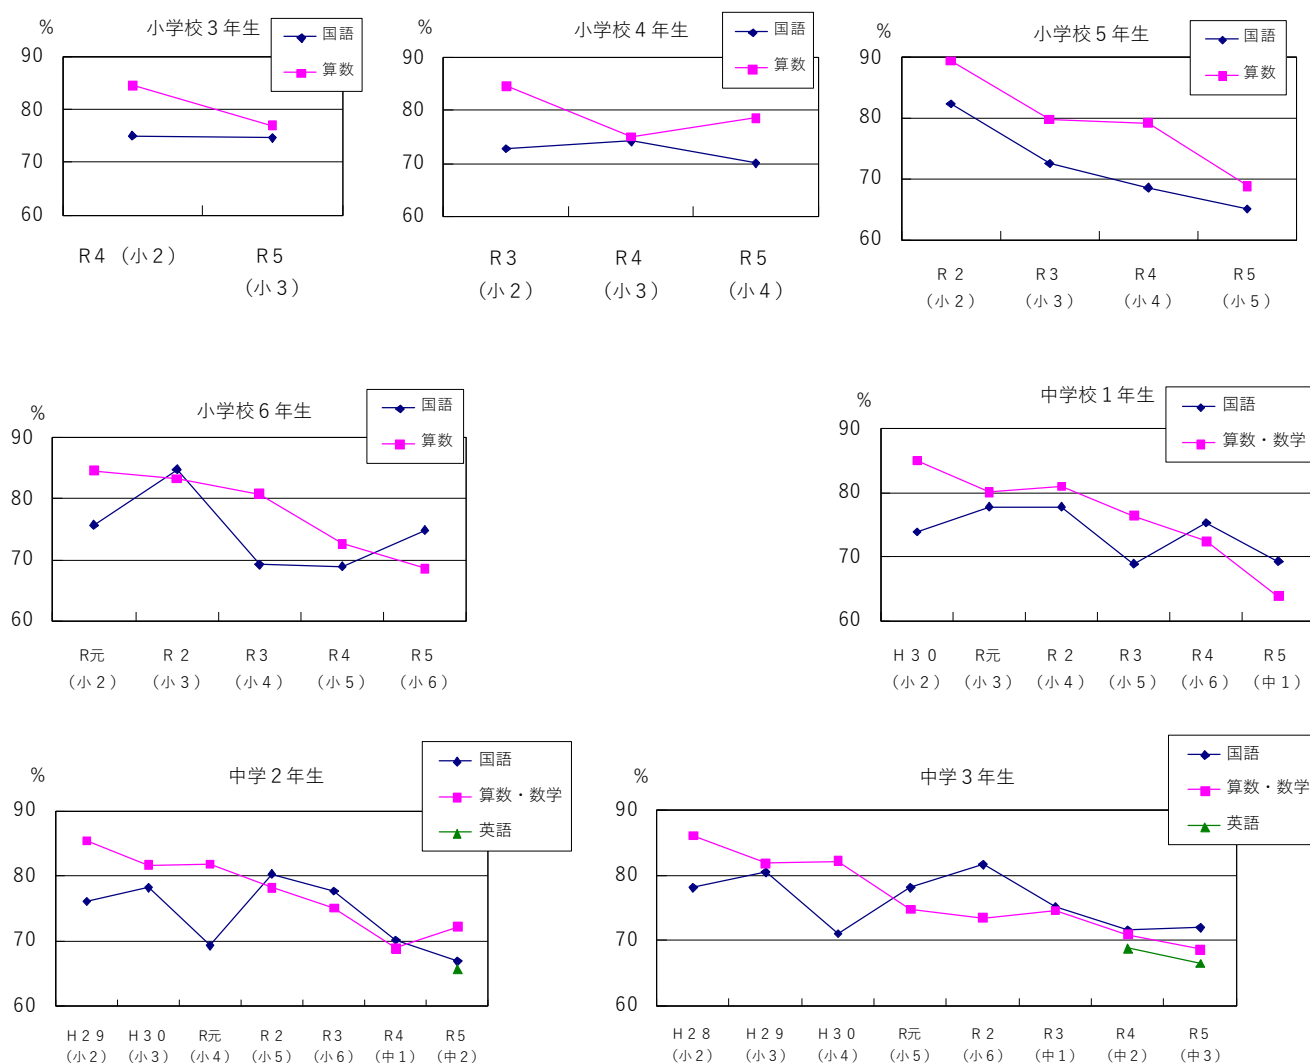 % 小学校３年生
国語
算数
90
80
70
60
R４（小２） R５
（小３）
% 小学校４年生
国語
算数
90
80
70
60
R３ R４ R５
（小２） （小３） （小４）
% 小学校５年生
国語
算数
90
80
70
60
R２ R３ R４ R５
（小２） （小３） （小４） （小５）
% 小学校６年生
国語
算数
90
80
70
60
R元 R２ R３ R４ R５
（小２） （小３） （小４） （小５） （小６）
% 中学校１年生
国語
算数・数学
90
80
70
60
H３０ R元 R２ R３ R４ R５
（小２） （小３） （小４） （小５） （小６） （中１）
% 中学２年生
国語
算数・数学
英語
90
80
70
60
H２９ H３０ R元 R２ R３ R４ R５
（小２） （小３） （小４） （小５） （小６） （中１） （中２）
% 中学３年生
国語
算数・数学
英語
90
80
70
60
H２８ H２９ H３０ R元 R２ R３ R４ R５
（小２） （小３） （小４） （小５） （小６） （中１） （中２） （中３）